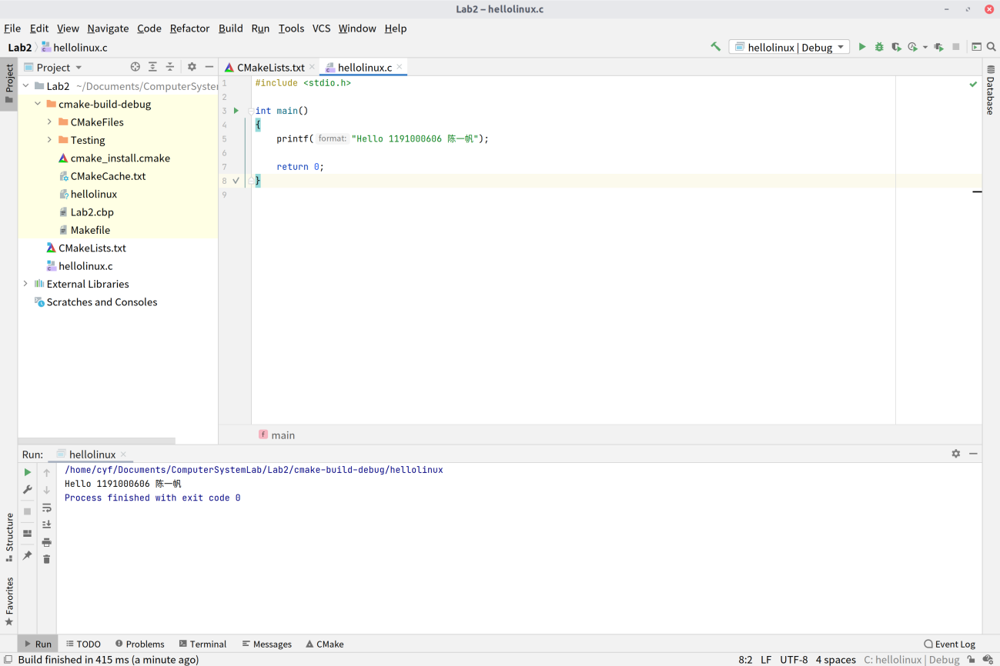 Lab2 – hellolinux.c
File Edit View Navigate Code Refactor Build Run Tools VCS Window Help
Lab2 hellolinux.c hellolinux | Debug
Project CMakeLists.txt hellolinux.c
Project
Database
Lab2 ~/Documents/ComputerSyster
cmake-build-debug
CMakeFiles
Testing
cmake_install.cmake
CMakeCache.txt
hellolinux
Lab2.cbp
Makefile
CMakeLists.txt
hellolinux.c
External Libraries
Scratches and Consoles
1 #include <stdio.h>
2
3 int main()
4 {
5 printf( format: "Hello 1191000606 陈一帆");
6
7 return 0;
8 }
9
f main
Run: hellolinux
/home/cyf/Documents/ComputerSystemLab/Lab2/cmake-build-debug/hellolinux
Hello 1191000606 陈一帆
Process finished with exit code 0
Structure
Favorites
Run TODO Problems Terminal Messages CMake Event Log
Build finished in 415 ms (a minute ago) 8:2 LF UTF-8 4 spaces C: hellolinux | Debug